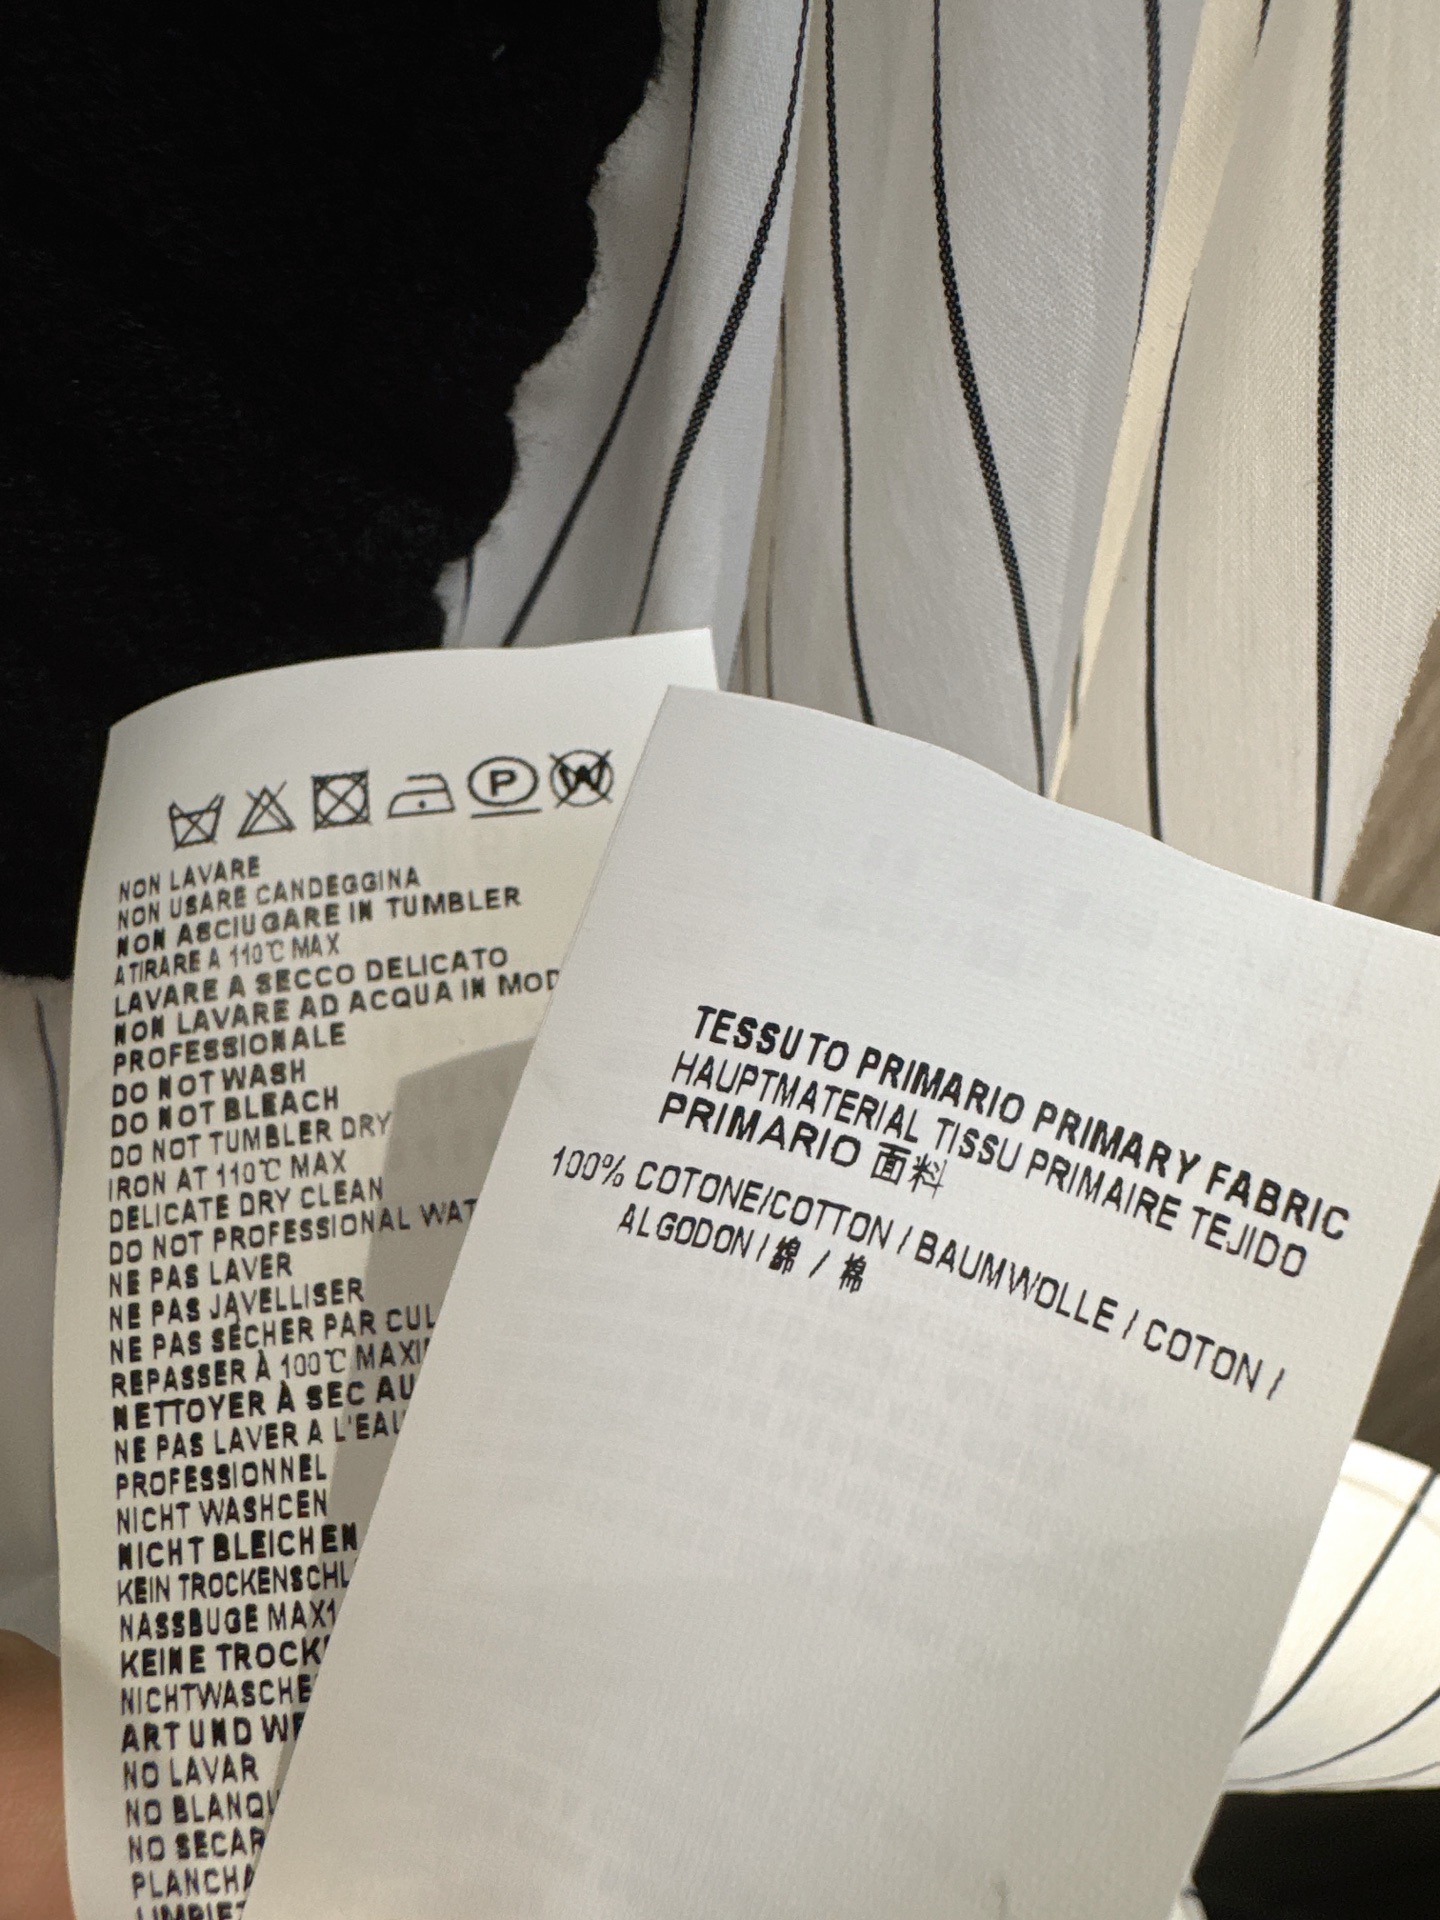 P
W
NON LAVARE
NON USARE CANDEGGINA
NON ASCIUGARE IN TUMBLER
ATIRARE A 110℃ MAX
LAVARE A SECCO DELICATO
NON LAVARE AD ACQUA IN MOD
PROFESSIONALE
DO NOT WASH
DO NOT BLEACH
DO NOT TUMBLER DRY
IRON AT 110℃ MAX
DELICATE DRY CLEAN
DO NOT PROFESSIONAL WAT
NE PAS LAVER
NE PAS JAVELLISER
NE PAS SÉCHER PAR CUL
REPASSER À 100℃ MAXI
NETTOYER À SEC AU
NE PAS LAVER A L'EAU
PROFESSIONNEL
NICHT WASHCEN
NICHT BLEICHEN
KEIN TROCKENSCHL
NASSBUGE MAX1
KEINE TROCK
NICHTWASCHE
ART UND WE
NO LAVAR
NO BLANQU
NO SECAR
PLANCHA
LIMPIEZ
TESSUTO PRIMARIO PRIMARY FABRIC
HAUPTMATERIAL TISSU PRIMAIRE TEJIDO
PRIMARIO 面料
100% COTONE/COTTON / BAUMWOLLE / COTON /
ALGODON / 綿 / 棉